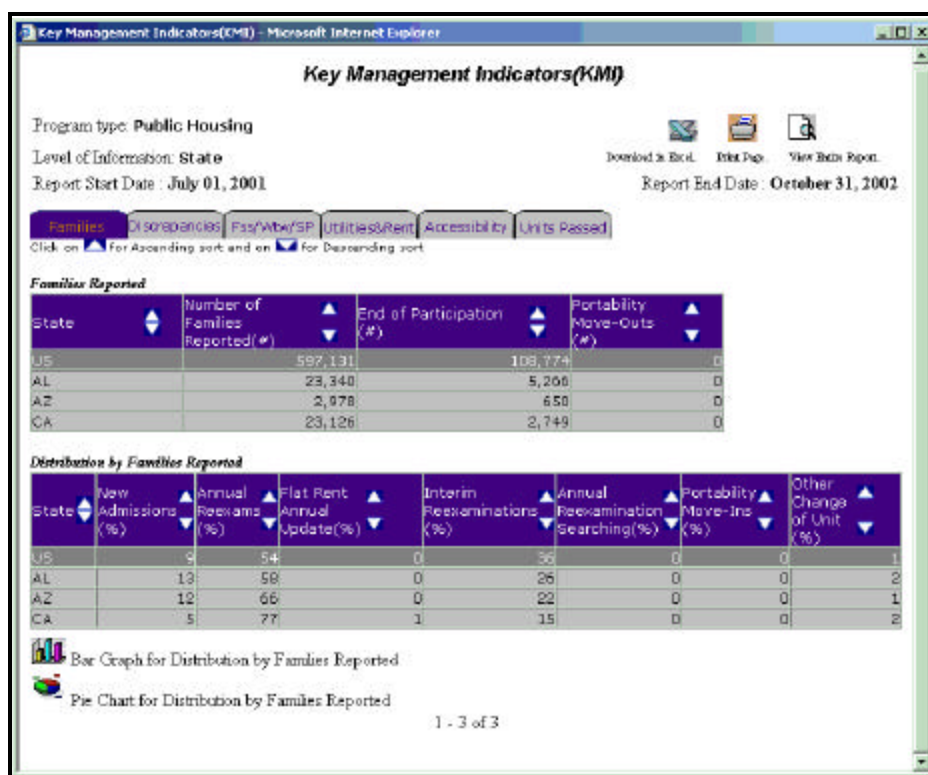 Key Management Indicators(KMI) - Microsoft Internet Explorer
Key Management Indicators(KMI)
Program type: Public Housing
Level of Information: State
Download in Excel. Print Page. View Entire Report.
Report Start Date : July 01, 2001 Report End Date : October 31, 2002
Families Discrepancies Fss/Wtw/SP Utilities&Rent Accessibility Units Passed
Click on for Ascending sort and on for Descending sort
Families Reported
State Number of Families Reported(#) End of Participation (#) Portability Move-Outs (#)
US 597,131 108,774 0
AL 23,340 5,266 0
AZ 2,978 650 0
CA 23,126 2,749 0
Distribution by Families Reported
State New Admissions (%) Annual Reexams (%) Flat Rent Annual Update(%) Interim Reexaminations (%) Annual Reexamination Searching(%) Portability Move-Ins (%) Other Change of Unit (%)
US 9 54 0 36 0 0 1
AL 13 58 0 26 0 0 2
AZ 12 66 0 22 0 0 1
CA 5 77 1 15 0 0 2
Bar Graph for Distribution by Families Reported
Pie Chart for Distribution by Families Reported
1 - 3 of 3